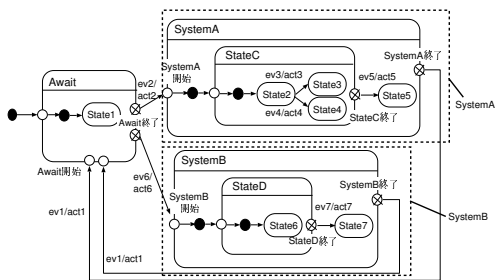 SystemA
StateC
SystemA終了
SystemA
開始
ev2/
act2
ev3/act3
State3
ev5/act5
Await
State2
State5
SystemA
ev4/act4
State4
State1
StateC終了
Await終了
SystemB
Await開始
ev6/
act6
StateD
SystemB終了
SystemB
開始
ev1/act1
SystemB
ev7/act7
State6
State7
StateD終了
ev1/act1